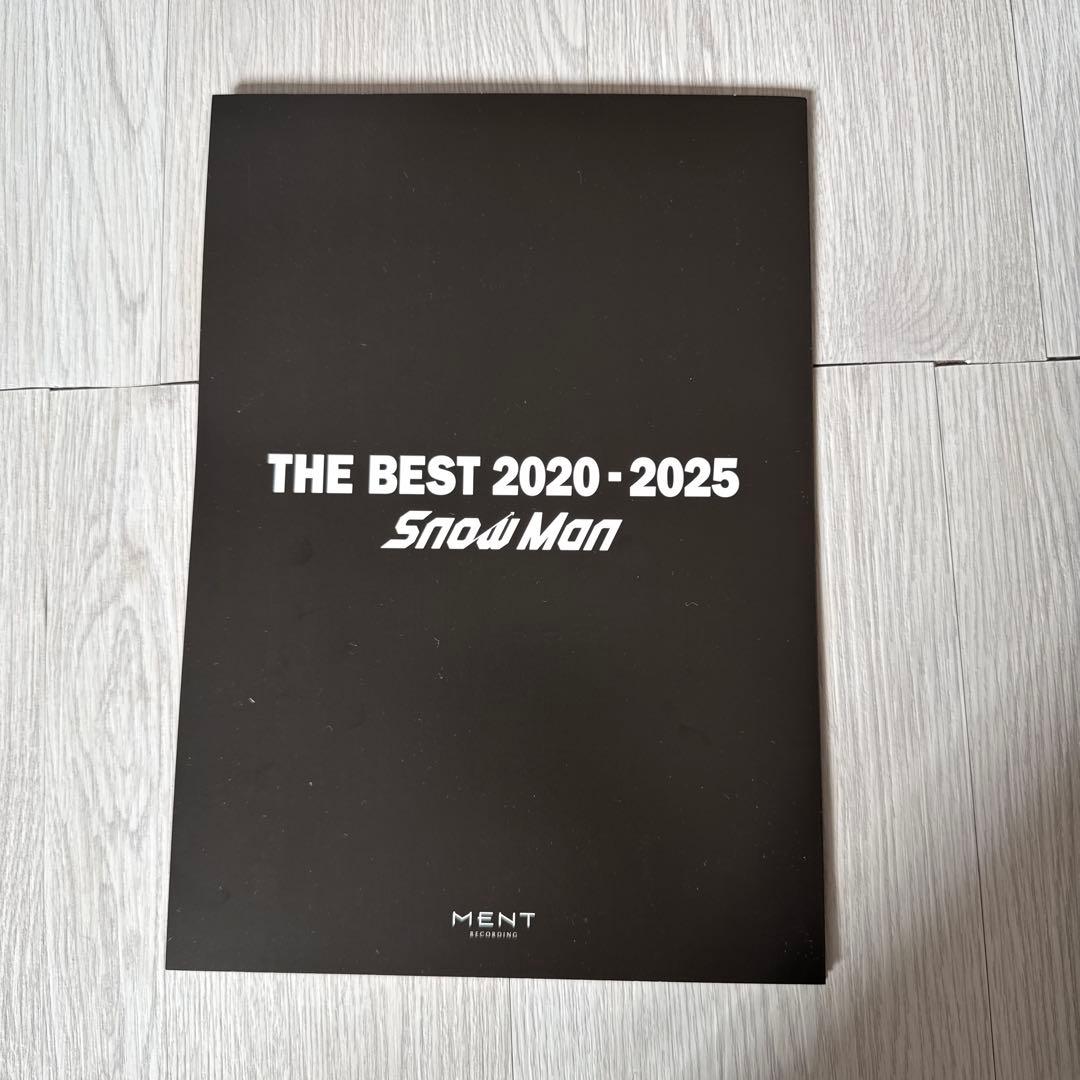 THE BEST 2020-2025
Snow Man
MENT
RECORDING